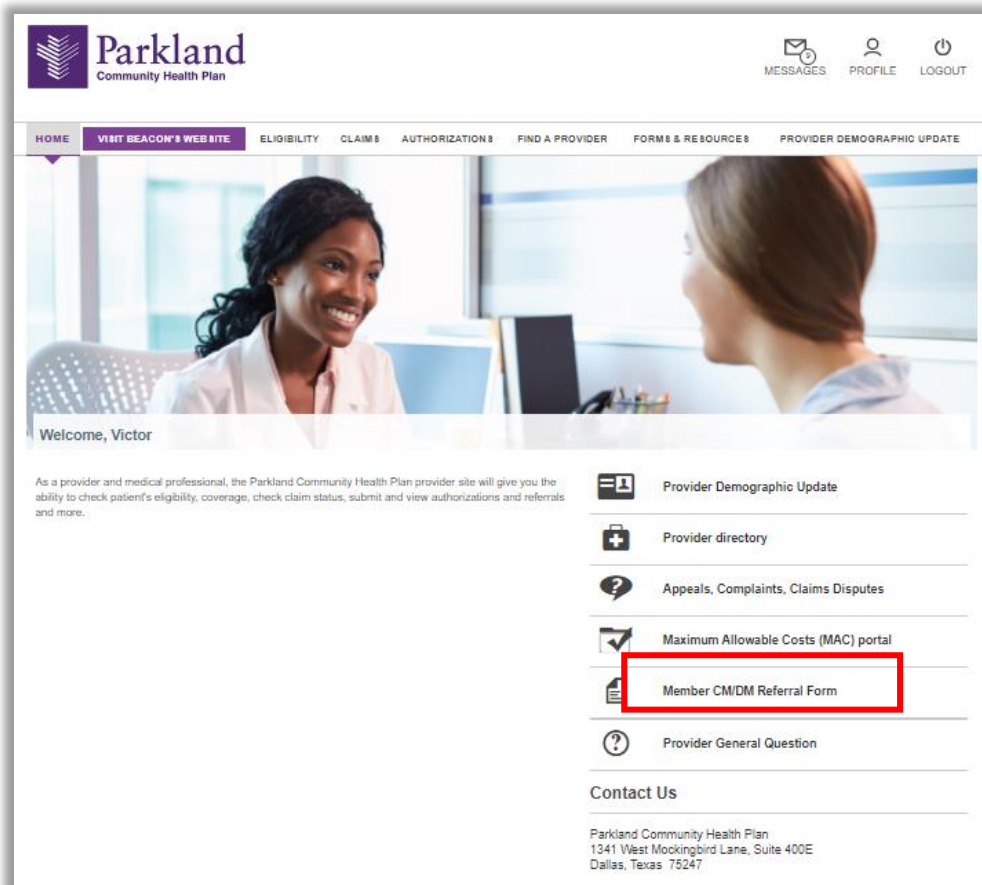 Parkland
Community Health Plan
MESSAGES PROFILE LOGOUT
HOME VISIT BEACON'S WEBSITE ELIGIBILITY CLAIMS AUTHORIZATIONS FIND A PROVIDER FORMS & RESOURCES PROVIDER DEMOGRAPHIC UPDATE
Welcome, Victor
As a provider and medical professional, the Parkland Community Health Plan provider site will give you the
ability to check patient's eligibility, coverage, check claim status, submit and view authorizations and referrals
and more.
Provider Demographic Update
Provider directory
Appeals, Complaints, Claims Disputes
Maximum Allowable Costs (MAC) portal
Member CM/DM Referral Form
Provider General Question
Contact Us
Parkland Community Health Plan
1341 West Mockingbird Lane, Suite 400E
Dallas, Texas 75247